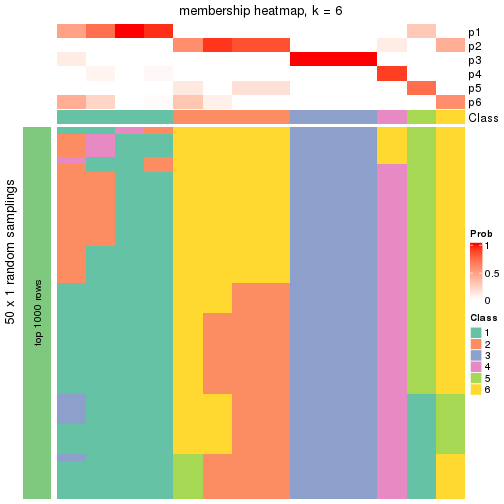 membership heatmap, k = 6
p1
p2
p3
p4
p5
p6
Class
50 x 1 random samplings
top 1000 rows
Prob
1
0.5
0
Class
1
2
3
4
5
6